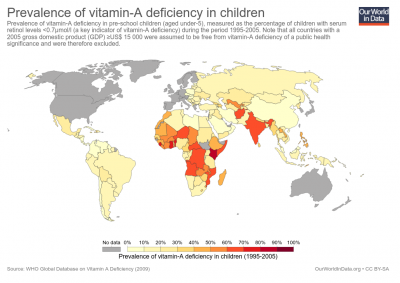 Prevalence of vitamin-A deficiency in children
Our World
in Data
Prevalence of vitamin-A deficiency in pre-school children (aged under-5), measured as the percentage of children with serum
retinol levels <0.7µmol/l (a key indicator of vitamin-A deficiency) during the period 1995-2005. Note that all countries with a
2005 gross domestic product (GDP) ≥US$ 15 000 were assumed to be free from vitamin-A deficiency of a public health
significance and were therefore excluded.
No data 0% 10% 20% 30% 40% 50% 60% 70% 80% 90% 100%
Prevalence of vitamin-A deficiency in children (1995-2005)
Source: WHO Global Database on Vitamin A Deficiency (2009)
OurWorldInData.org • CC BY-SA